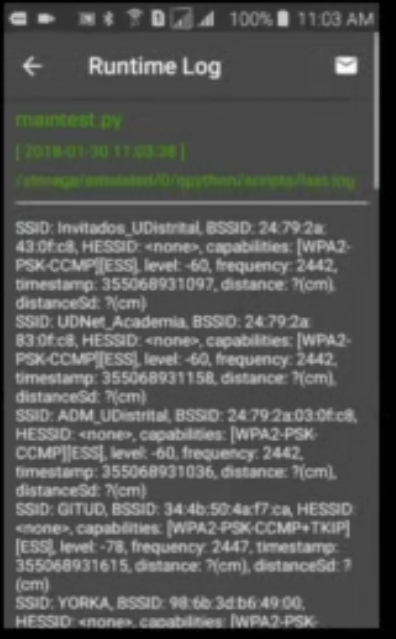 100% 11:03 AM
Runtime Log
maintest.py
[ 2018-01-30 11:03:38 ]
/storage/emulated/0/qpython/scripts/last.log
SSID: Invitados_UDistrital, BSSID: 24:79:2a:
43:0f:c8, HESSID: <none>, capabilities: [WPA2-
PSK-CCMP][ESS], level: -60, frequency: 2442,
timestamp: 355068931097, distance: ?(cm),
distanceSd: ?(cm)
SSID: UDNet_Academia, BSSID: 24:79:2a:
83:0f:c8, HESSID: <none>, capabilities: [WPA2-
PSK-CCMP][ESS], level: -60, frequency: 2442,
timestamp: 355068931158, distance: ?(cm),
distanceSd: ?(cm)
SSID: ADM_UDistrital, BSSID: 24:79:2a:03:0f:c8,
HESSID: <none>, capabilities: [WPA2-PSK-
CCMP][ESS], level: -60, frequency: 2442,
timestamp: 355068931036, distance: ?(cm),
distanceSd: ?(cm)
SSID: GITUD, BSSID: 34:4b:50:4a:f7:ca, HESSID:
<none>, capabilities: [WPA2-PSK-CCMP+TKIP]
[ESS], level: -78, frequency: 2447, timestamp:
355068931615, distance: ?(cm), distanceSd: ?
(cm)
SSID: YORKA, BSSID: 98:6b:3d:b6:49:00,
HESSID: <none>, capabilities: [WPA2-PSK-